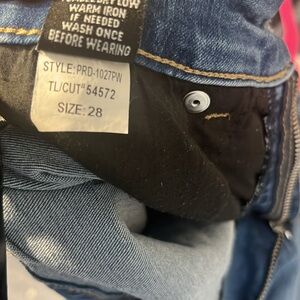 WARM IRON
IF NEEDED
WASH ONCE
BEFORE WEARING
STYLE: PRD-1027PW
TL/CUT# 54572
SIZE: 28